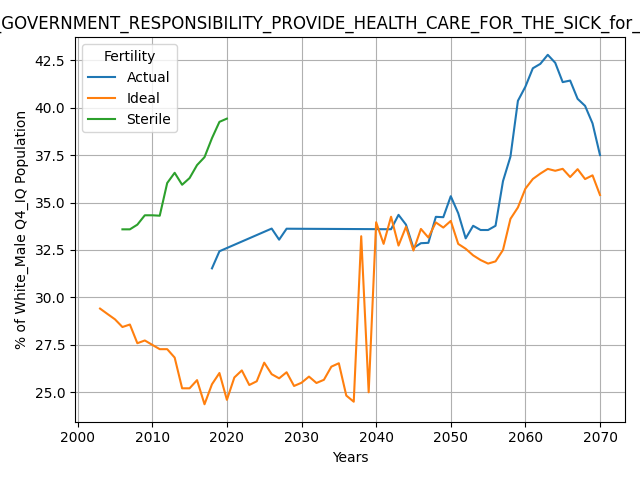 _GOVERNMENT_RESPONSIBILITY_PROVIDE_HEALTH_CARE_FOR_THE_SICK_for_
Fertility
Actual
Ideal
Sterile
42.5
40.0
37.5
35.0
32.5
30.0
27.5
25.0
% of White_Male Q4_IQ Population
2000 2010 2020 2030 2040 2050 2060 2070
Years